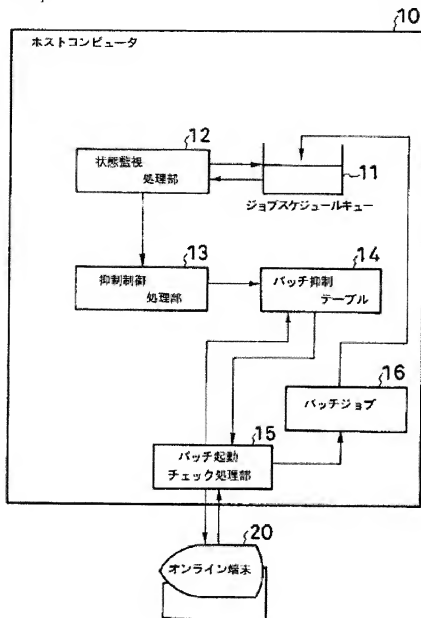 10
ホストコンピュータ
12
状態監視
処理部
11
ジョブスケジュールキュー
13
抑制制御
処理部
14
バッチ抑制
テーブル
16
バッチジョブ
15
バッチ起動
チェック処理部
20
オンライン端末